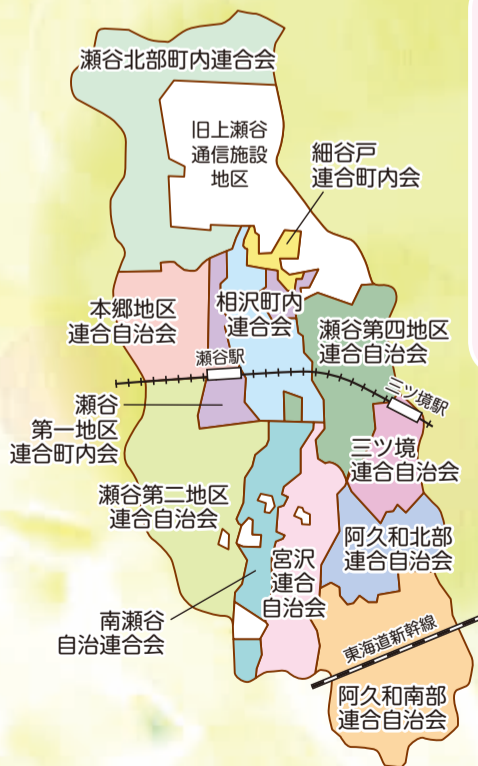 瀬谷北部町内連合会
旧上瀬谷
通信施設
地区
細谷戸
連合町内会
本郷地区
連合自治会
相沢町内
連合会
瀬谷第四地区
連合自治会
瀬谷駅
三ツ境駅
瀬谷
第一地区
連合町内会
三ツ境
連合自治会
瀬谷第二地区
連合自治会
阿久和北部
連合自治会
宮沢
連合
自治会
南瀬谷
自治連合会
東海道新幹線
阿久和南部
連合自治会